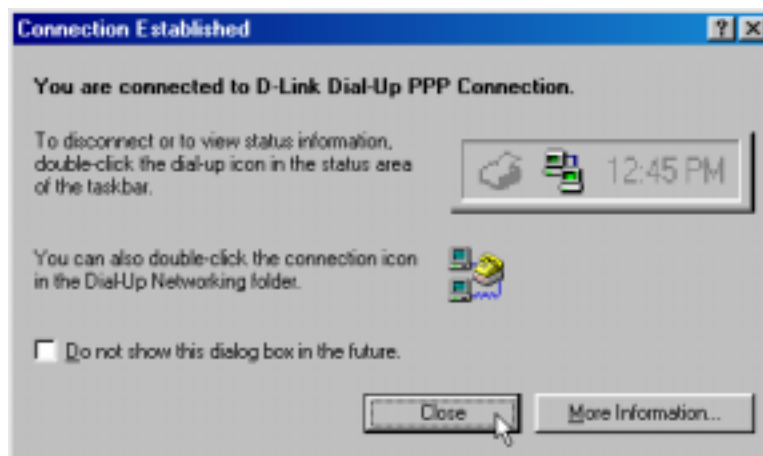 Connection Established
You are connected to D-Link Dial-Up PPP Connection.
To disconnect or to view status information,
double-click the dial-up icon in the status area
of the taskbar.
12:45 PM
You can also double-click the connection icon
in the Dial-Up Networking folder.
Do not show this dialog box in the future.
Close
More Information...